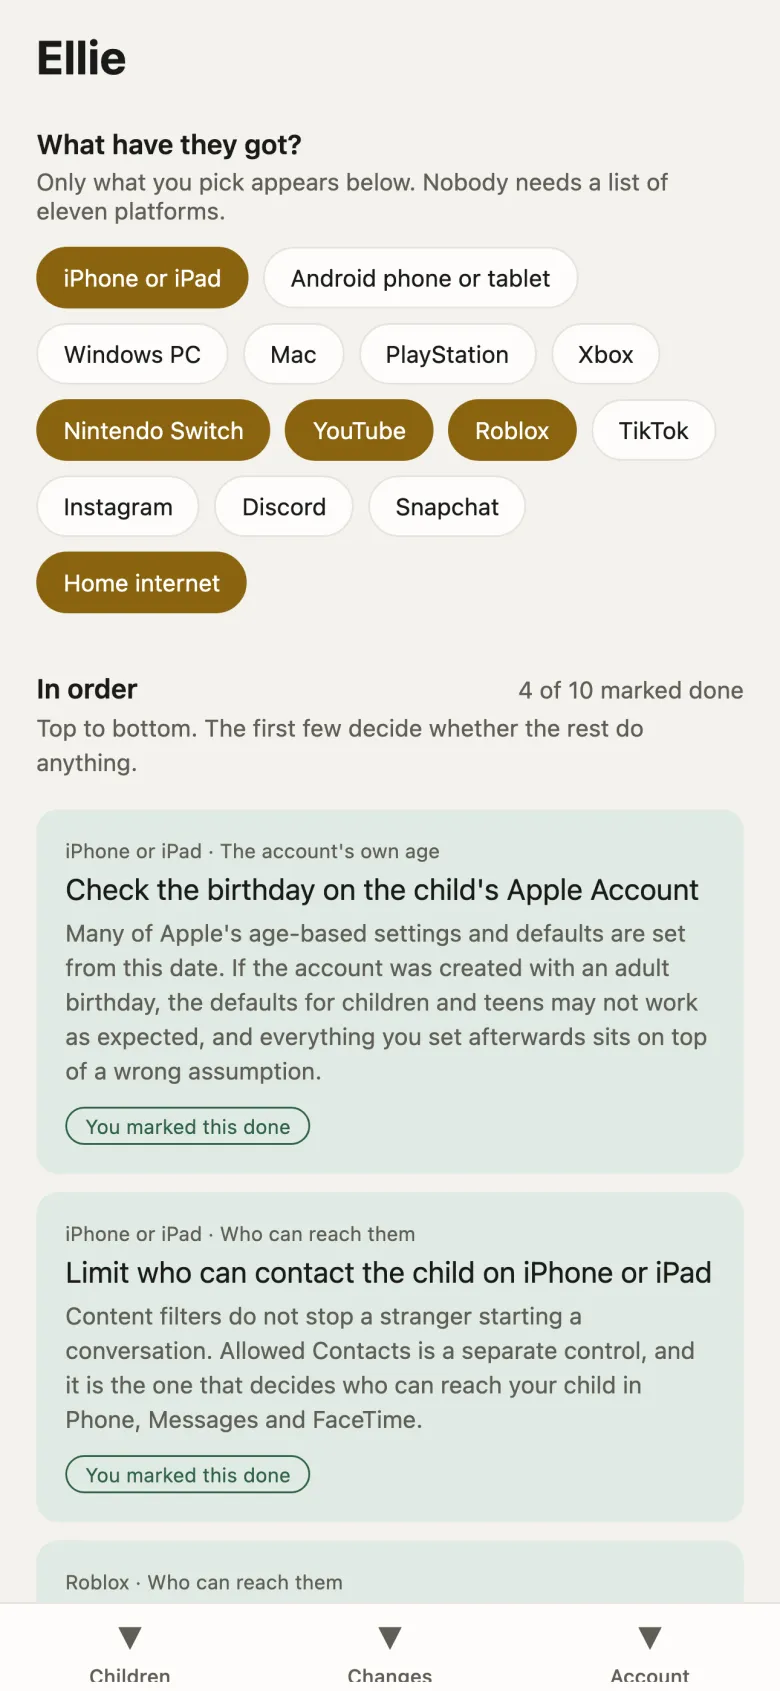 Ellie
What have they got?
Only what you pick appears below. Nobody needs a list of
eleven platforms.
iPhone or iPad
Android phone or tablet
Windows PC
Mac
PlayStation
Xbox
Nintendo Switch
YouTube
Roblox
TikTok
Instagram
Discord
Snapchat
Home internet
In order
4 of 10 marked done
Top to bottom. The first few decide whether the rest do
anything.
iPhone or iPad · The account's own age
Check the birthday on the child's Apple Account
Many of Apple's age-based settings and defaults are set
from this date. If the account was created with an adult
birthday, the defaults for children and teens may not work
as expected, and everything you set afterwards sits on top
of a wrong assumption.
You marked this done
iPhone or iPad · Who can reach them
Limit who can contact the child on iPhone or iPad
Content filters do not stop a stranger starting a
conversation. Allowed Contacts is a separate control, and
it is the one that decides who can reach your child in
Phone, Messages and FaceTime.
You marked this done
Roblox · Who can reach them
Children
Changes
Account